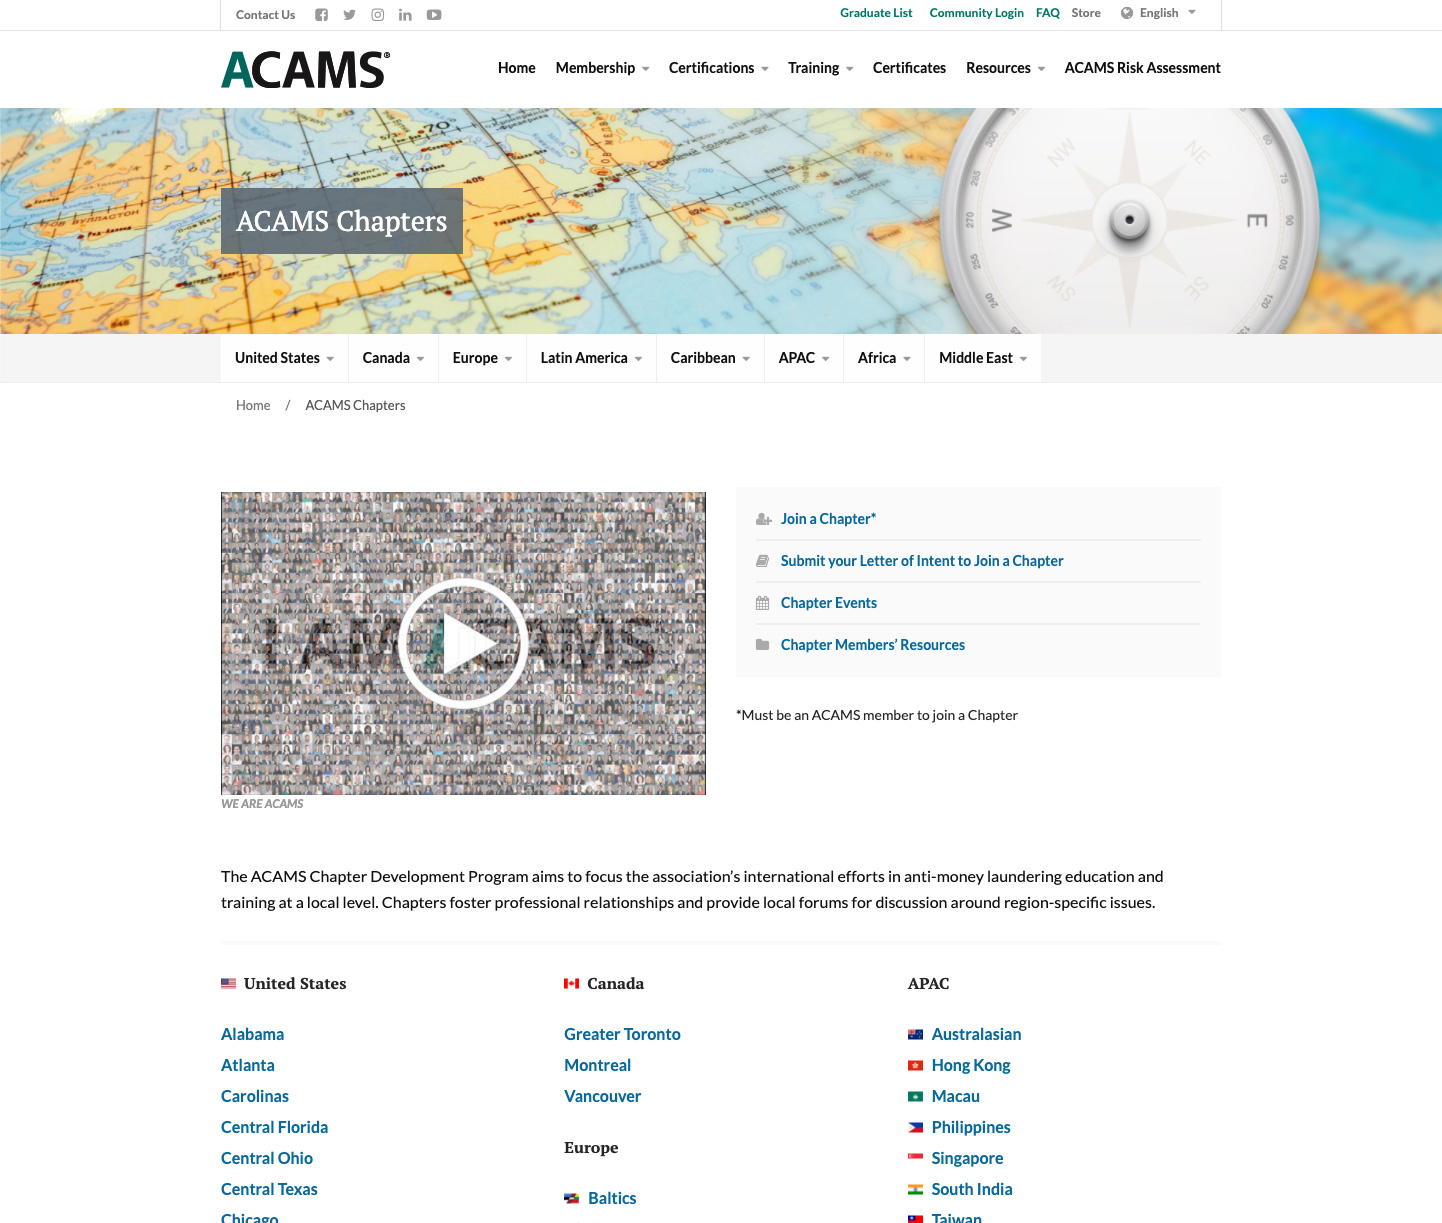 Contact Us
Graduate List Community Login FAQ Store English
ACAMS®
Home Membership Certifications Training Certificates Resources ACAMS Risk Assessment
ACAMS Chapters
W
E
NW
NE
SW
SE
United States Canada Europe Latin America Caribbean APAC Africa Middle East
Home / ACAMS Chapters
Join a Chapter*
Submit your Letter of Intent to Join a Chapter
Chapter Events
Chapter Members’ Resources
*Must be an ACAMS member to join a Chapter
WE ARE ACAMS
The ACAMS Chapter Development Program aims to focus the association’s international efforts in anti-money laundering education and
training at a local level. Chapters foster professional relationships and provide local forums for discussion around region-specific issues.
United States
Alabama
Atlanta
Carolinas
Central Florida
Central Ohio
Central Texas
Chicago
Canada
Greater Toronto
Montreal
Vancouver
Europe
Baltics
APAC
Australasian
Hong Kong
Macau
Philippines
Singapore
South India
Taiwan